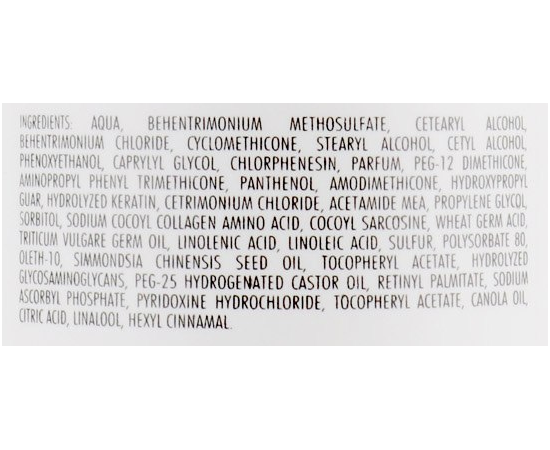 INGREDIENTS: AQUA, BEHENTRIMONIUM METHOSULFATE, CETEARYL ALCOHOL,
BEHENTRIMONIUM CHLORIDE, CYCLOMETHICONE, STEARYL ALCOHOL, CETYL ALCOHOL,
PHENOXYETHANOL, CAPRYLYL GLYCOL, CHLORPHENESIN, PARFUM, PEG-12 DIMETHICONE,
AMINOPROPYL PHENYL TRIMETHICONE, PANTHENOL, AMODIMETHICONE, HYDROXYPROPYL
GUAR, HYDROLYZED KERATIN, CETRIMONIUM CHLORIDE, ACETAMIDE MEA, PROPYLENE GLYCOL,
SORBITOL, SODIUM COCOYL COLLAGEN AMINO ACID, COCOYL SARCOSINE, WHEAT GERM ACID,
TRITICUM VULGARE GERM OIL, LINOLENIC ACID, LINOLEIC ACID, SULFUR, POLYSORBATE 80,
OLETH-10, SIMMONDSIA CHINENSIS SEED OIL, TOCOPHERYL ACETATE, HYDROLYZED
GLYCOSAMINOGLYCANS, PEG-25 HYDROGENATED CASTOR OIL, RETINYL PALMITATE, SODIUM
ASCORBYL PHOSPHATE, PYRIDOXINE HYDROCHLORIDE, TOCOPHERYL ACETATE, CANOLA OIL,
CITRIC ACID, LINALOOL, HEXYL CINNAMAL.